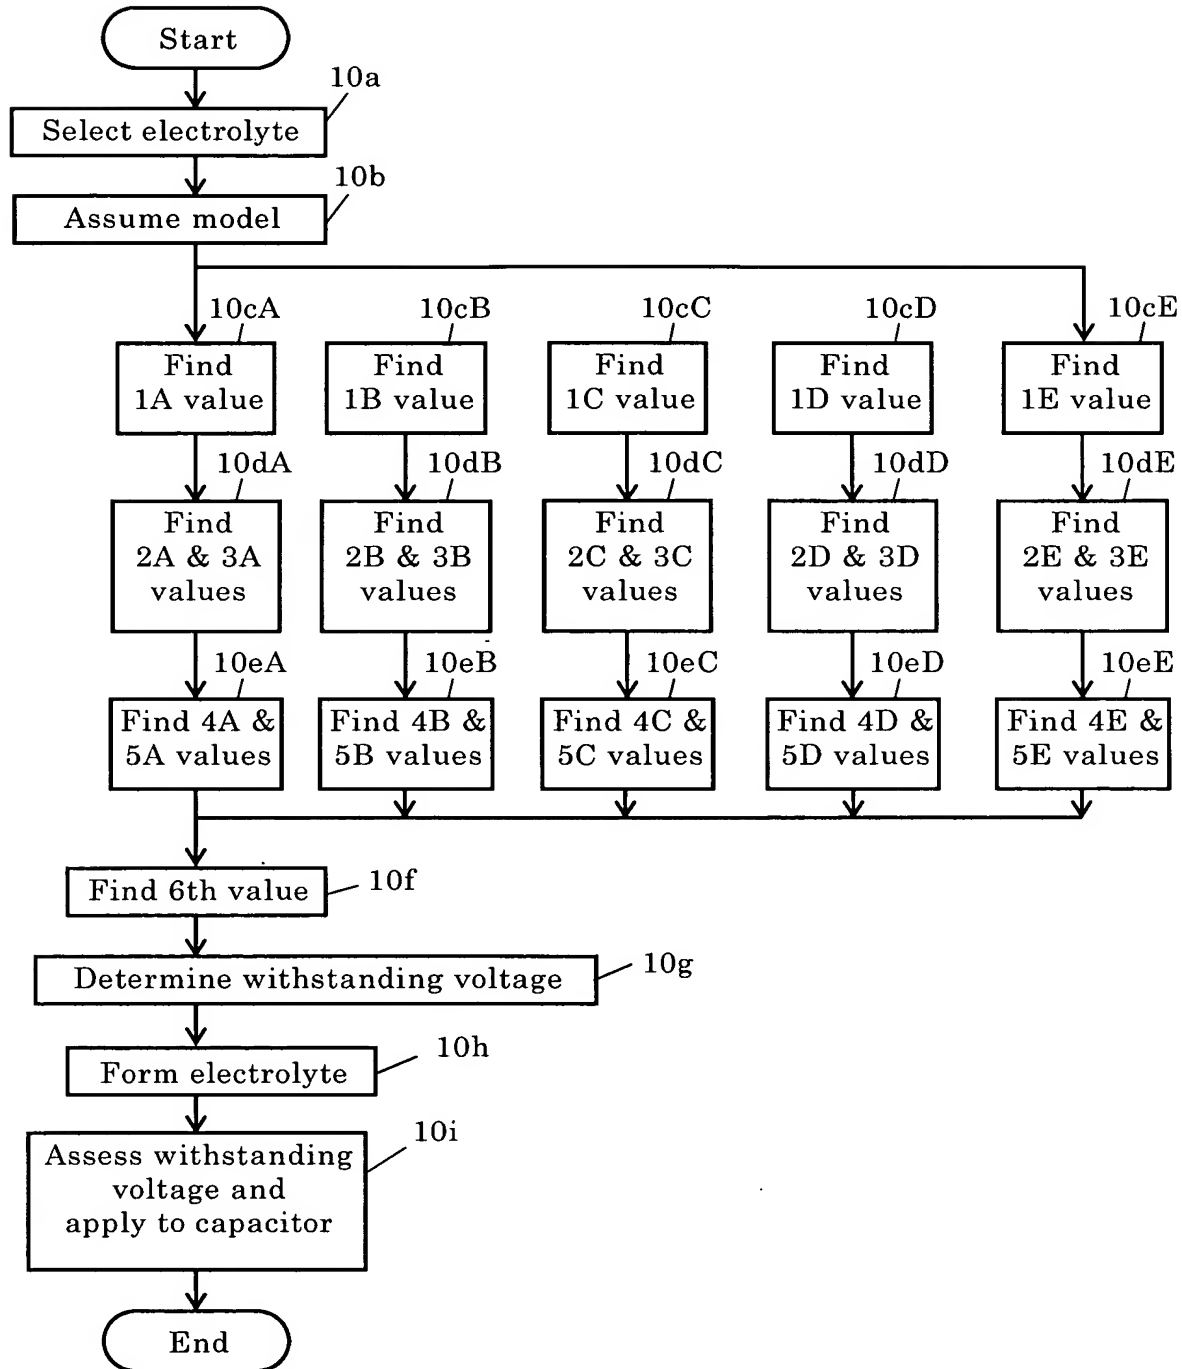 Start
10a
Select electrolyte
10b
Assume model
10cA
10cB
10cC
10cD
10cE
Find
1A value
Find
1B value
Find
1C value
Find
1D value
Find
1E value
10dA
10dB
10dC
10dD
10dE
Find
2A & 3A
values
Find
2B & 3B
values
Find
2C & 3C
values
Find
2D & 3D
values
Find
2E & 3E
values
10eA
10eB
10eC
10eD
10eE
Find 4A &
5A values
Find 4B &
5B values
Find 4C &
5C values
Find 4D &
5D values
Find 4E &
5E values
Find 6th value
10f
Determine withstanding voltage
10g
Form electrolyte
10h
Assess withstanding
voltage and
apply to capacitor
10i
End